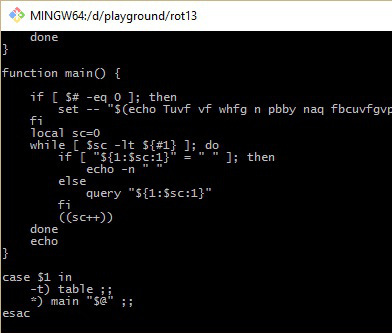 MINGW64:/d/playground/rot13
    done
}

function main() {

    if [ $# -eq 0 ]; then
        set -- "$(echo Tuvf vf whfg n pbby naq fbcuvfgvp
    fi
    local sc=0
    while [ $sc -lt ${#1} ]; do
        if [ "${1:$sc:1}" = " " ]; then
            echo -n " "
        else
            query "${1:$sc:1}"
        fi
        ((sc++))
    done
    echo
}

case $1 in
    -t) table ;;
    *) main "$@" ;;
esac